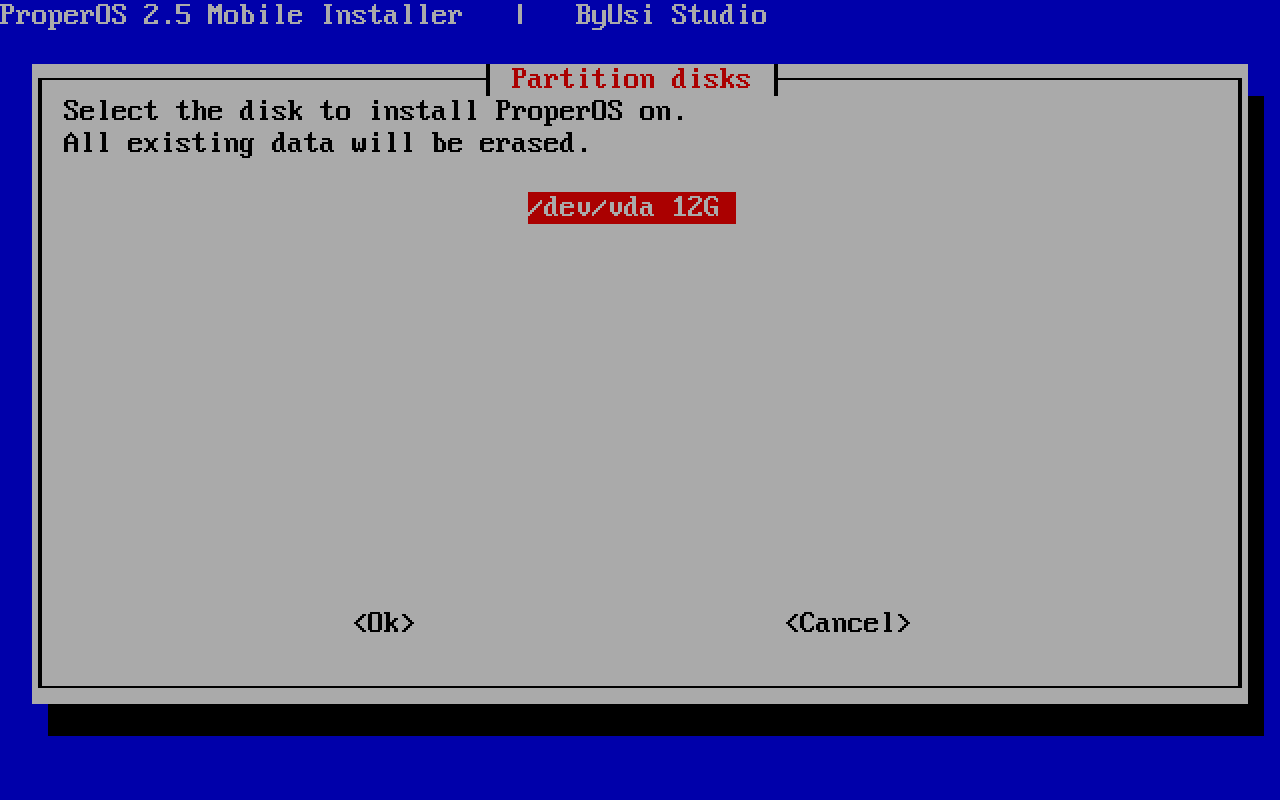 ProperOS 2.5 Mobile Installer | ByUsi Studio
Partition disks
Select the disk to install ProperOS on.
All existing data will be erased.
/dev/vda 12G
<Ok> <Cancel>